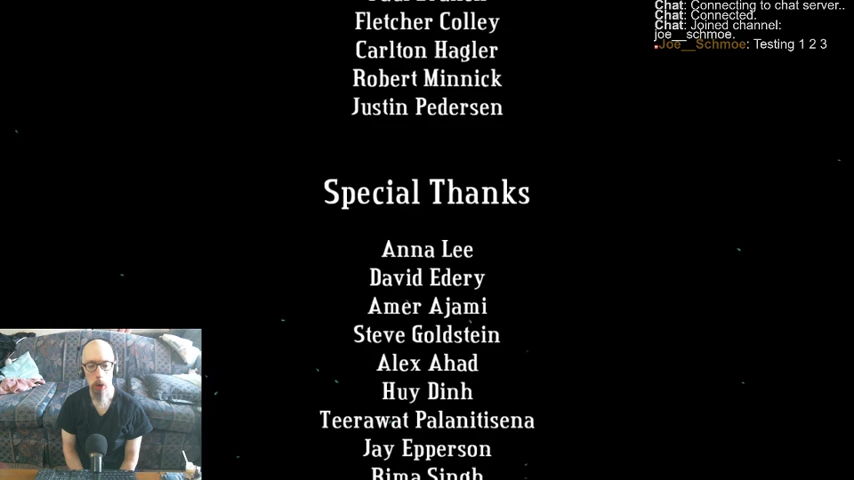 Fletcher Colley
Carlton Hagler
Robert Minnick
Justin Pedersen
Special Thanks
Anna Lee
David Edery
Amer Ajami
Steve Goldstein
Alex Ahad
Huy Dinh
Teerawat Palanitisena
Jay Epperson
Rima Singh
Chat: Connecting to chat server..
Chat: Connected.
Chat: Joined channel:
joe__schmoe.
Joe__Schmoe: Testing 1 2 3